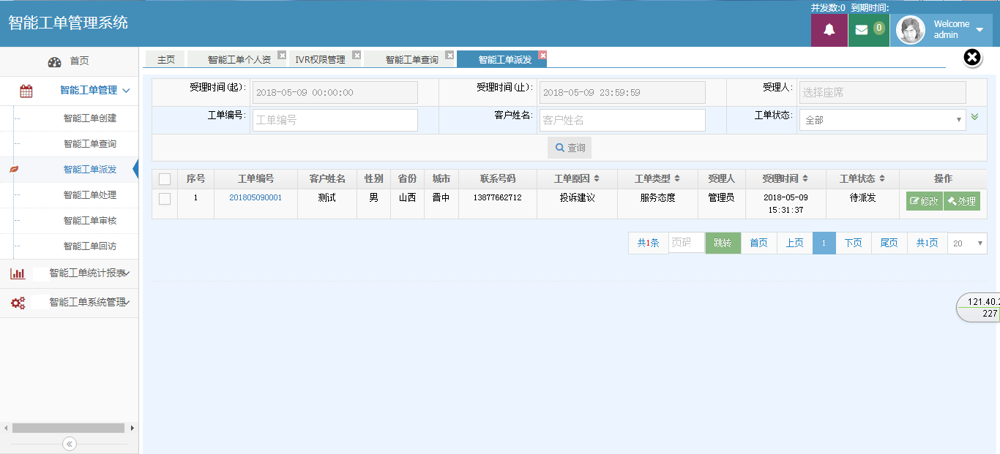 并发数:0 到期时间:
智能工单管理系统
0
Welcome
admin
首页
智能工单管理
智能工单创建
智能工单查询
智能工单派发
智能工单处理
智能工单审核
智能工单回访
智能工单统计报表
智能工单系统管理
主页 智能工单个人资 IVR权限管理 智能工单查询 智能工单派发
受理时间(起): 2018-05-09 00:00:00 受理时间(止): 2018-05-09 23:59:59 受理人: 选择座席
工单编号: 工单编号 客户姓名: 客户姓名 工单状态: 全部
查询
序号 工单编号 客户姓名 性别 省份 城市 联系号码 工单原因 工单类型 受理人 受理时间 工单状态 操作
1 201805090001 测试 男 山西 晋中 13877662712 投诉建议 服务态度 管理员 2018-05-09 15:31:37 待派发 修改 处理
共1条 页码 跳转 首页 上页 1 下页 尾页 共1页 20
121.40.2
227